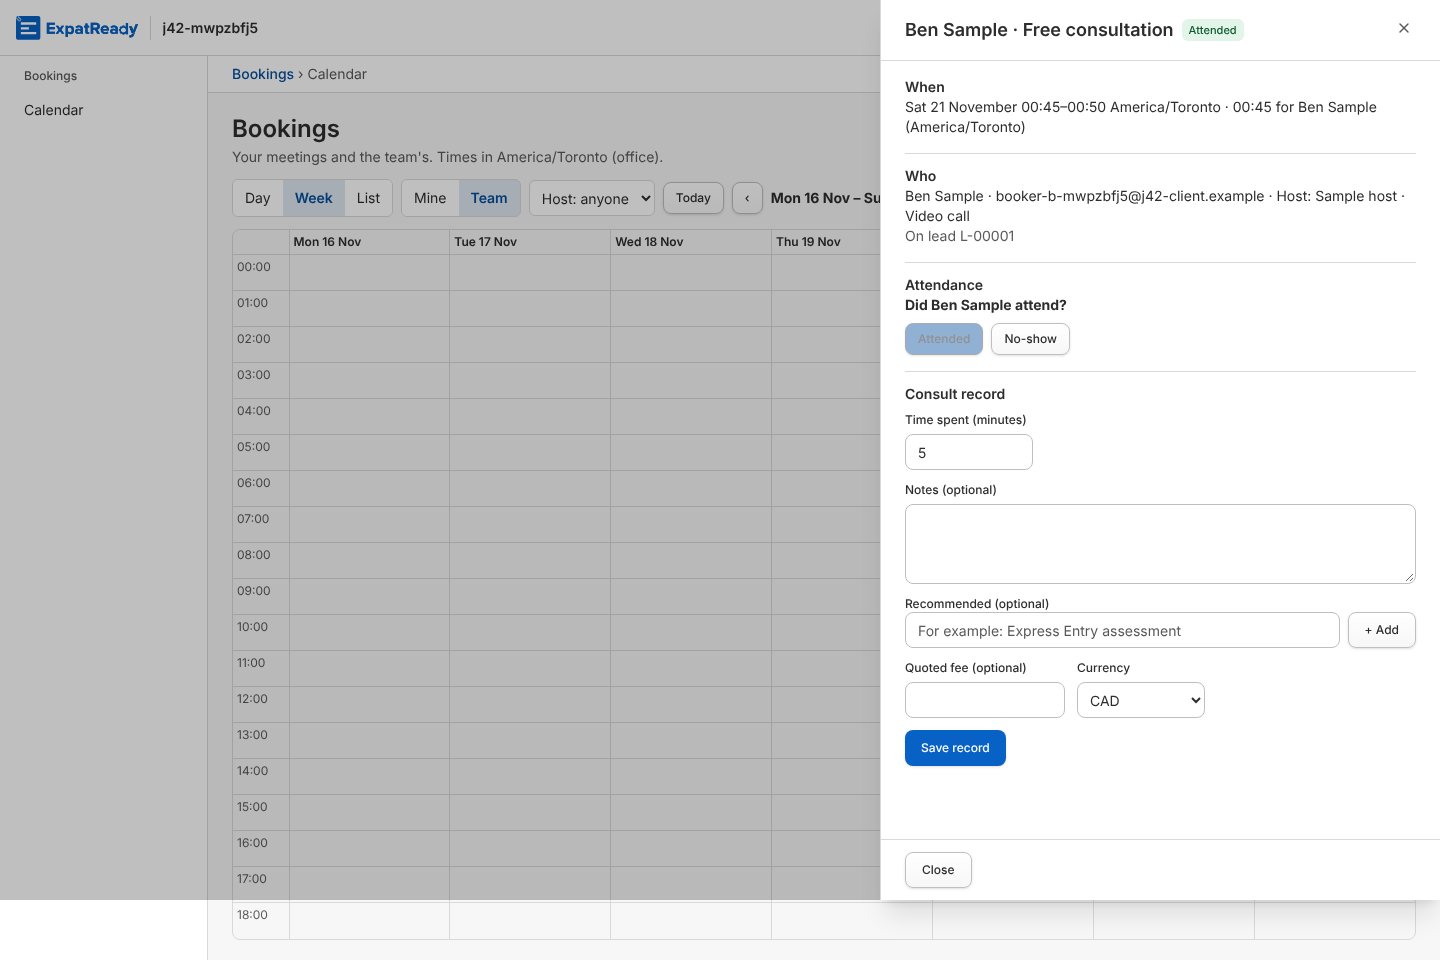 ExpatReady
j42-mwpzbfj5
Bookings
Calendar
Bookings › Calendar
Bookings
Your meetings and the team's. Times in America/Toronto (office).
Day
Week
List
Mine
Team
Host: anyone
Today
‹
Mon 16 Nov – Su
Mon 16 Nov
Tue 17 Nov
Wed 18 Nov
Thu 19 Nov
00:00
01:00
02:00
03:00
04:00
05:00
06:00
07:00
08:00
09:00
10:00
11:00
12:00
13:00
14:00
15:00
16:00
17:00
18:00
Ben Sample · Free consultation
Attended
×
When
Sat 21 November 00:45–00:50 America/Toronto · 00:45 for Ben Sample
(America/Toronto)
Who
Ben Sample · booker-b-mwpzbfj5@j42-client.example · Host: Sample host ·
Video call
On lead L-00001
Attendance
Did Ben Sample attend?
Attended
No-show
Consult record
Time spent (minutes)
5
Notes (optional)
Recommended (optional)
For example: Express Entry assessment
+ Add
Quoted fee (optional)
Currency
CAD
Save record
Close